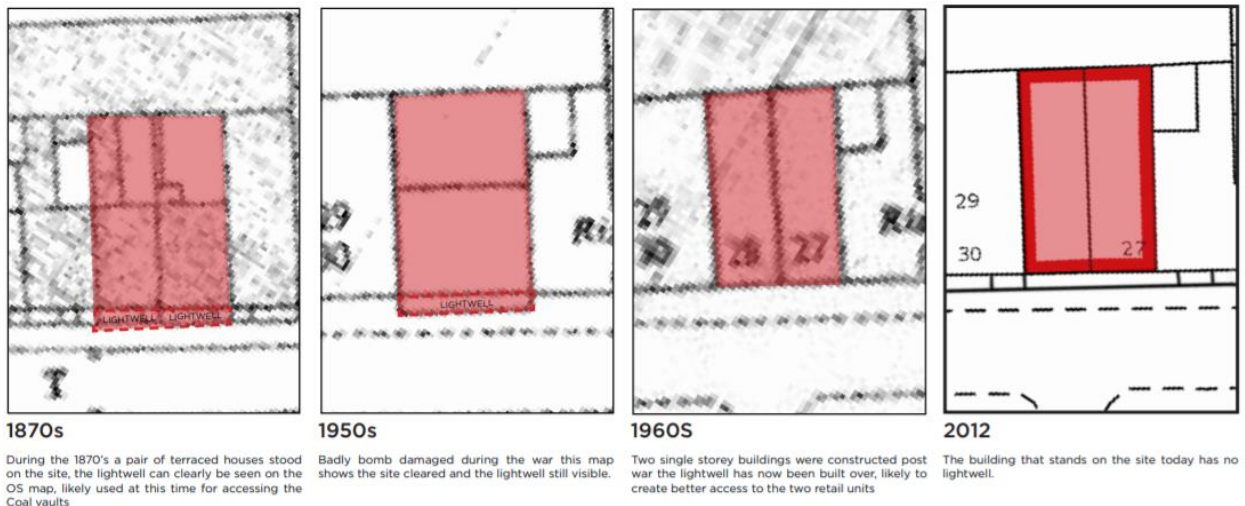 LIGHTWELL LIGHTWELL
T
1870s
During the 1870's a pair of terraced houses stood
on the site, the lightwell can clearly be seen on the
OS map, likely used at this time for accessing the
Coal vaults
LIGHTWELL
1950s
Badly bomb damaged during the war this map
shows the site cleared and the lightwell still visible.
28 27
1960S
Two single storey buildings were constructed post
war the lightwell has now been built over, likely to
create better access to the two retail units
29
30
27
2012
The building that stands on the site today has no
lightwell.